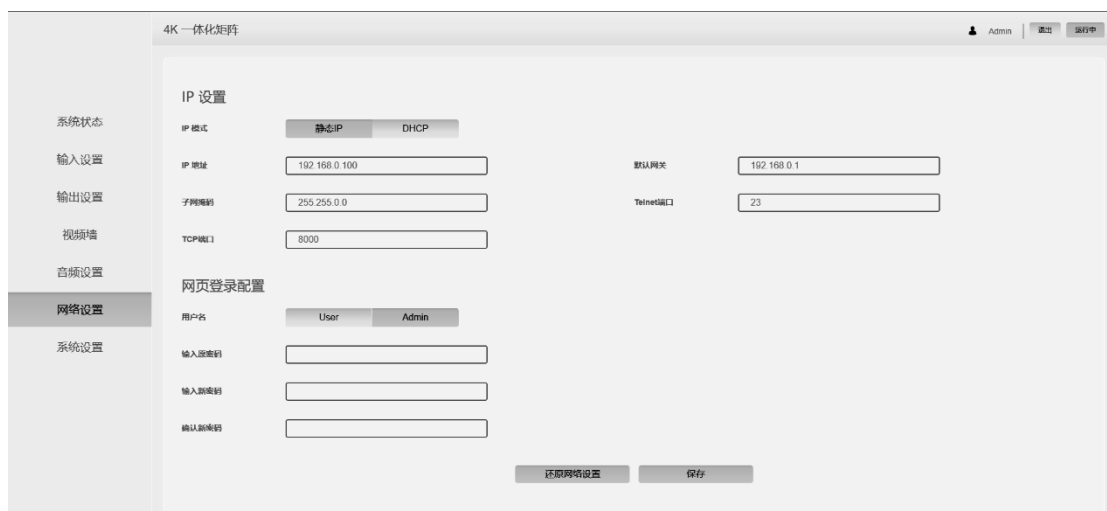 4K 一体化矩阵
Admin
退出
运行中
系统状态
输入设置
输出设置
视频墙
音频设置
网络设置
系统设置
IP 设置
IP 模式
静态IP
DHCP
IP 地址
192.168.0.100
默认网关
192.168.0.1
子网掩码
255.255.0.0
Telnet端口
23
TCP端口
8000
网页登录配置
用户名
User
Admin
输入原密码
输入新密码
确认新密码
还原网络设置
保存